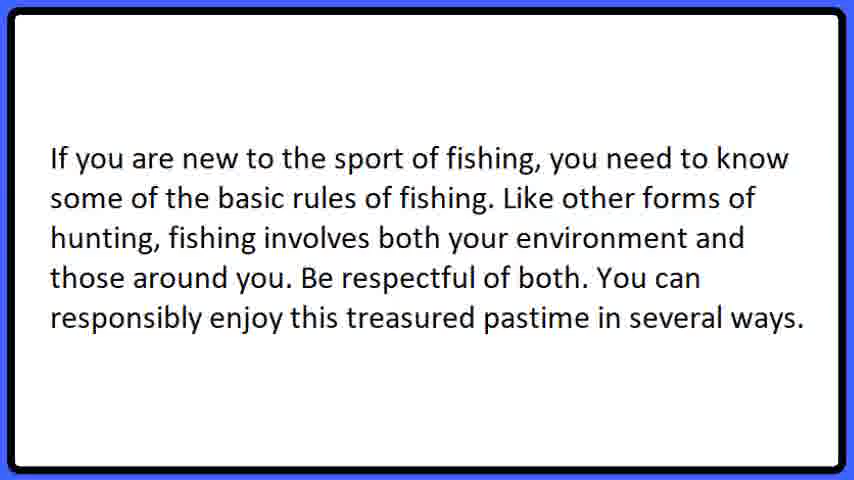 If you are new to the sport of fishing, you need to know
some of the basic rules of fishing. Like other forms of
hunting, fishing involves both your environment and
those around you. Be respectful of both. You can
responsibly enjoy this treasured pastime in several ways.